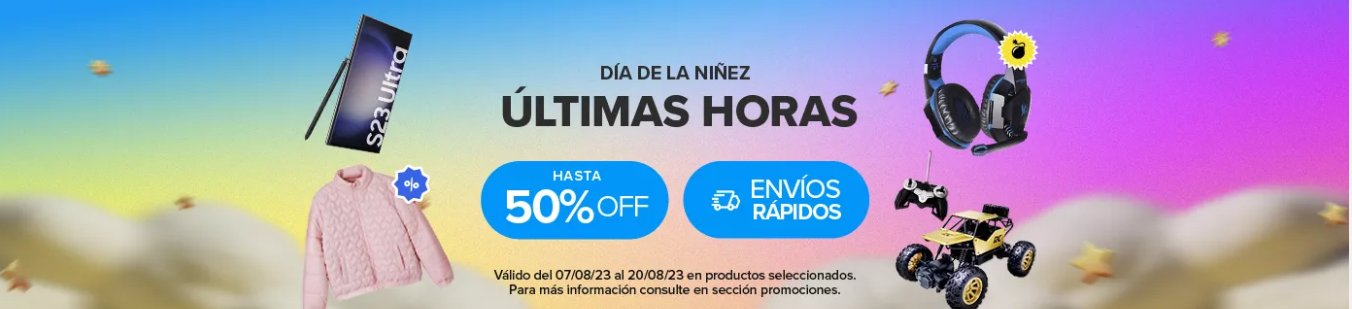 S23 Ultra
DÍA DE LA NIÑEZ
ÚLTIMAS HORAS
%
HASTA
50% OFF
ENVÍOS
RÁPIDOS
Válido del 07/08/23 al 20/08/23 en productos seleccionados.
Para más información consulte en sección promociones.